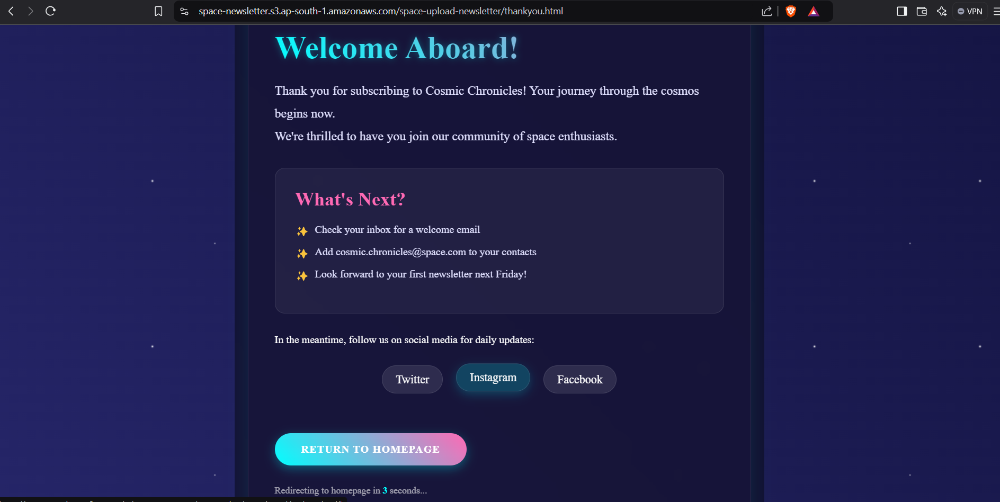 space-newsletter.s3.ap-south-1.amazonaws.com/space-upload-newsletter/thankyou.html
VPN
Welcome Aboard!
Thank you for subscribing to Cosmic Chronicles! Your journey through the cosmos
begins now.
We're thrilled to have you join our community of space enthusiasts.
What's Next?
✨ Check your inbox for a welcome email
✨ Add cosmic.chronicles@space.com to your contacts
✨ Look forward to your first newsletter next Friday!
In the meantime, follow us on social media for daily updates:
Twitter
Instagram
Facebook
RETURN TO HOMEPAGE
Redirecting to homepage in 3 seconds...